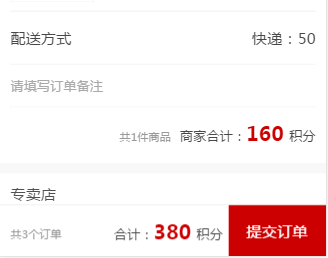 配送方式 快递：50
请填写订单备注
共1件商品 商家合计：160 积分
专卖店
共3个订单 合计：380 积分 提交订单